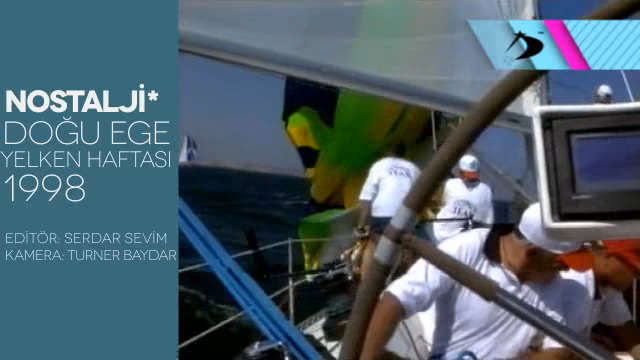 NOSTALJİ*
DOĞU EGE
YELKEN HAFTASI
1998
EDİTÖR: SERDAR SEVİM
KAMERA: TURNER BAYDAR